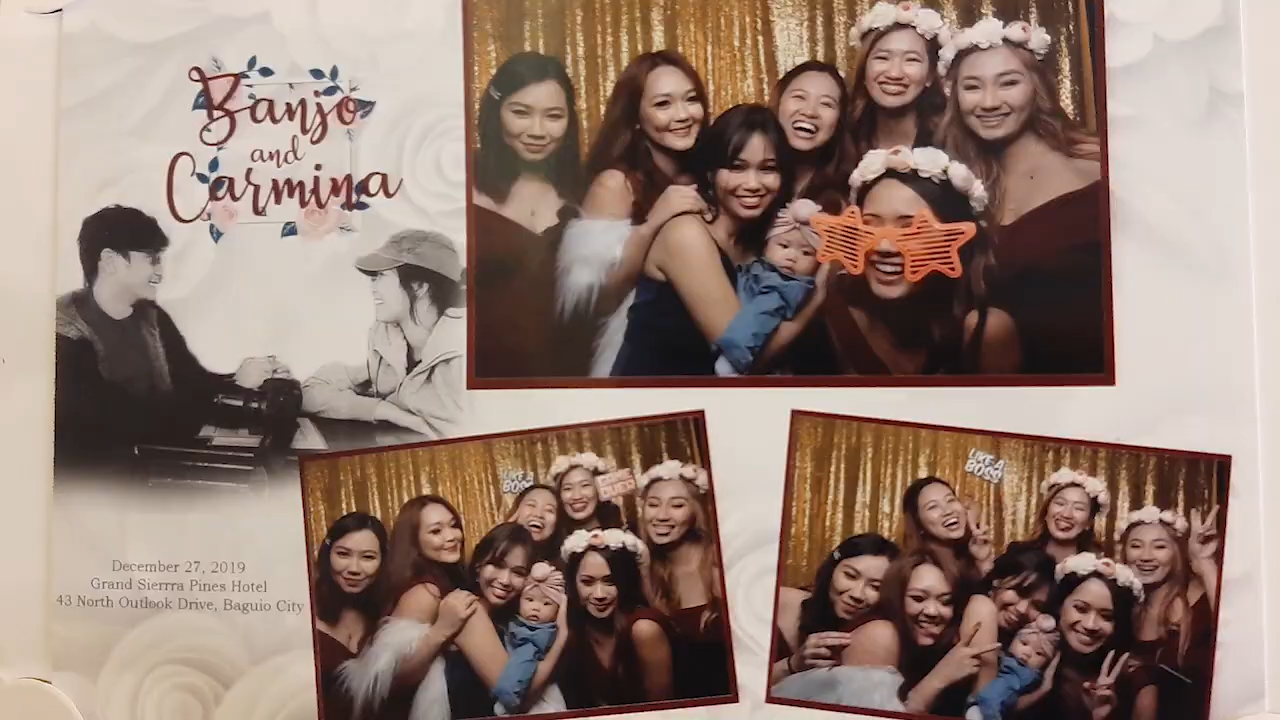 Banjo
and
Carmina
December 27, 2019
Grand Sierrra Pines Hotel
43 North Outlook Drive, Baguio City
LIKE A
BOSS
LIKE A
BOSS